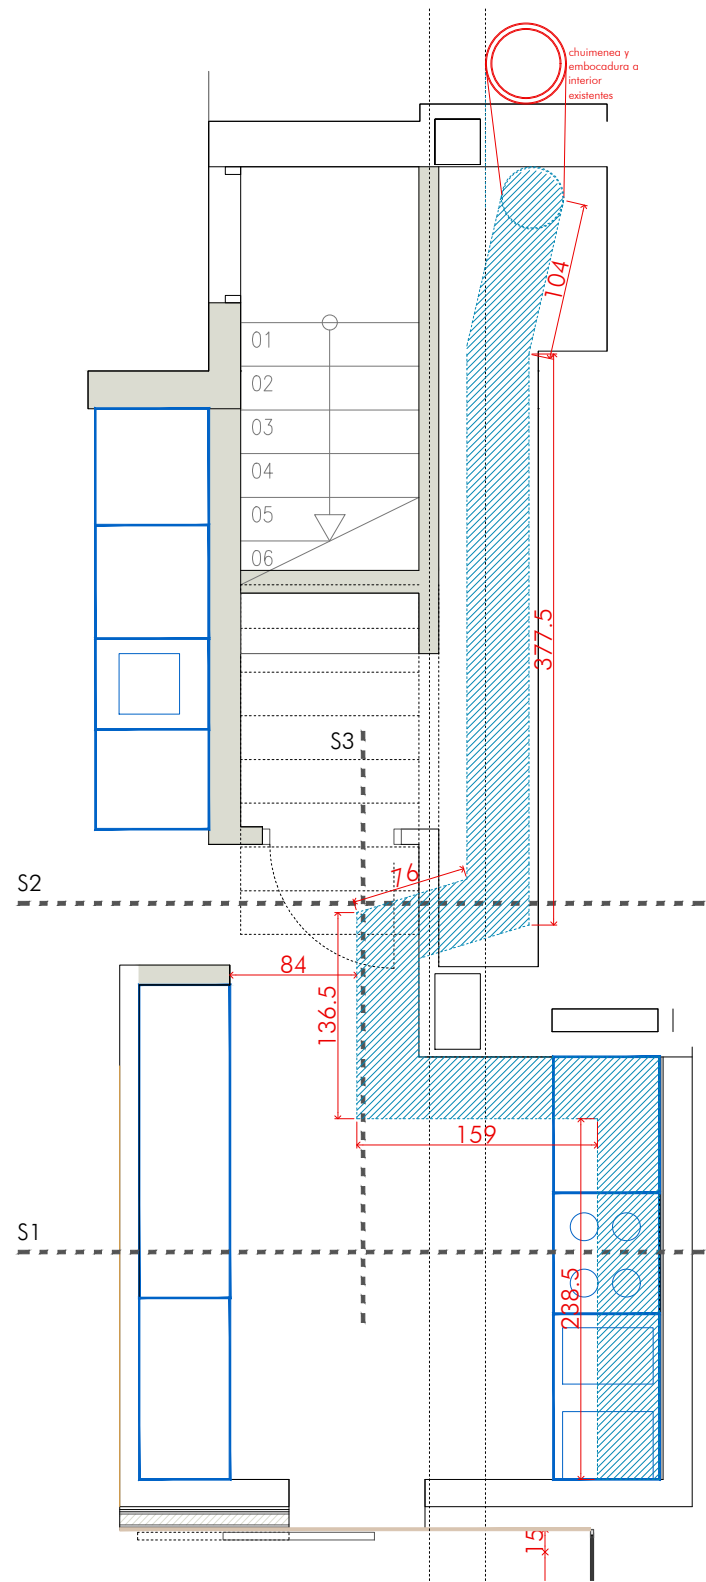 chuimenea y
embocadura a
interior
existentes
104
01
02
03
04
05
06
377.5
S3
76
S2
84
136.5
159
S1
238.5
15